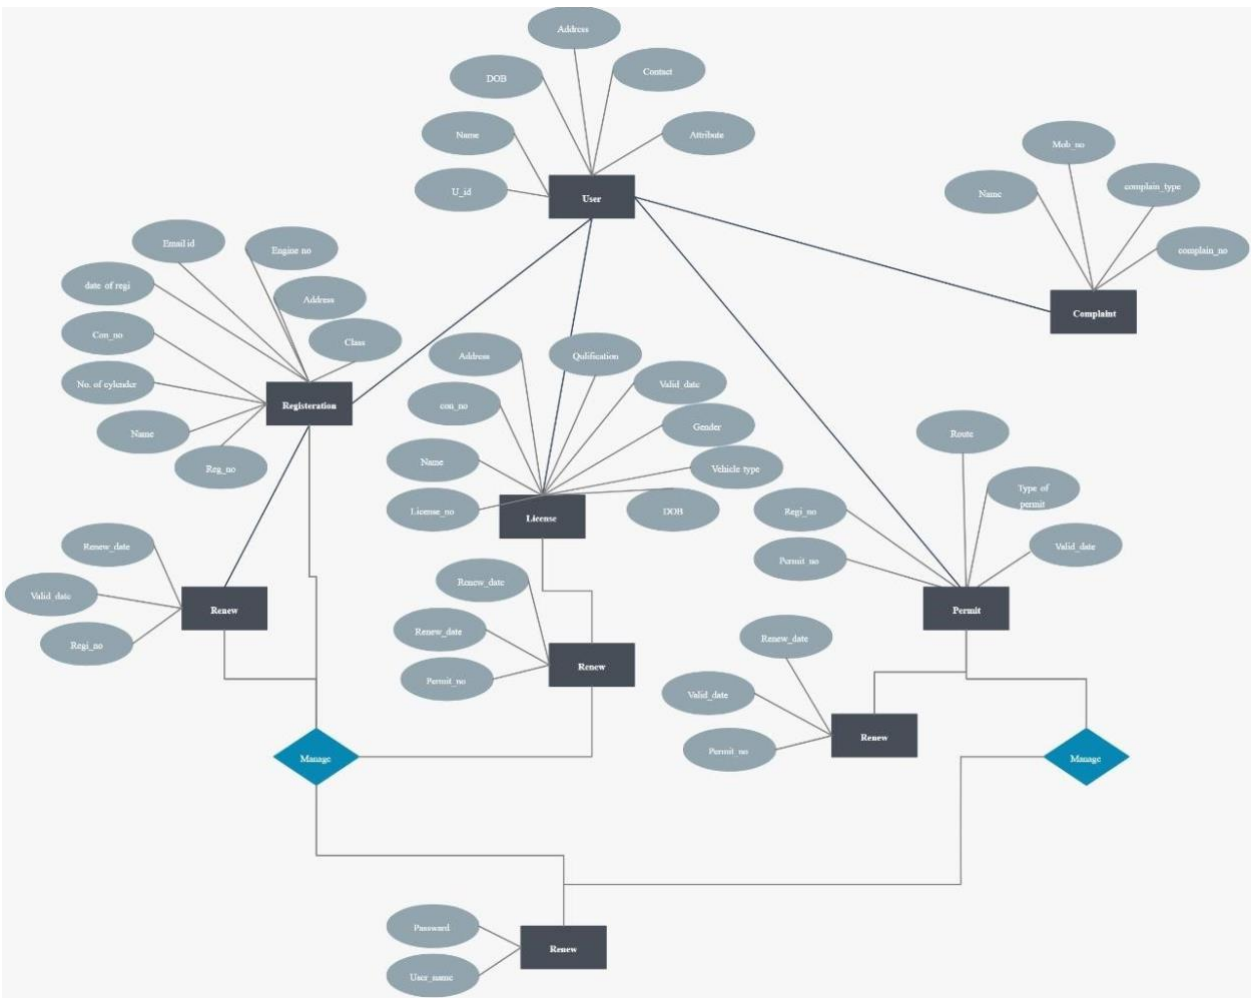 Address
DOB
Contact
Name
Attribute
U_id
User
Mob_no
Name
complain_type
complain_no
Complaint
Email id
Engine no
date of regi
Address
Con_no
Class
No. of cylender
Registeration
Name
Reg_no
Address
Qulification
Valid_date
con_no
Gender
Name
Vehicle type
License_no
License
DOB
Route
Regi_no
Type of
permit
Permit_no
Valid_date
Permit
Renew_date
Valid_date
Renew
Regi_no
Renew_date
Renew_date
Renew
Permit_no
Renew_date
Valid_date
Renew
Permit_no
Manage
Manage
Password
Renew
User_name